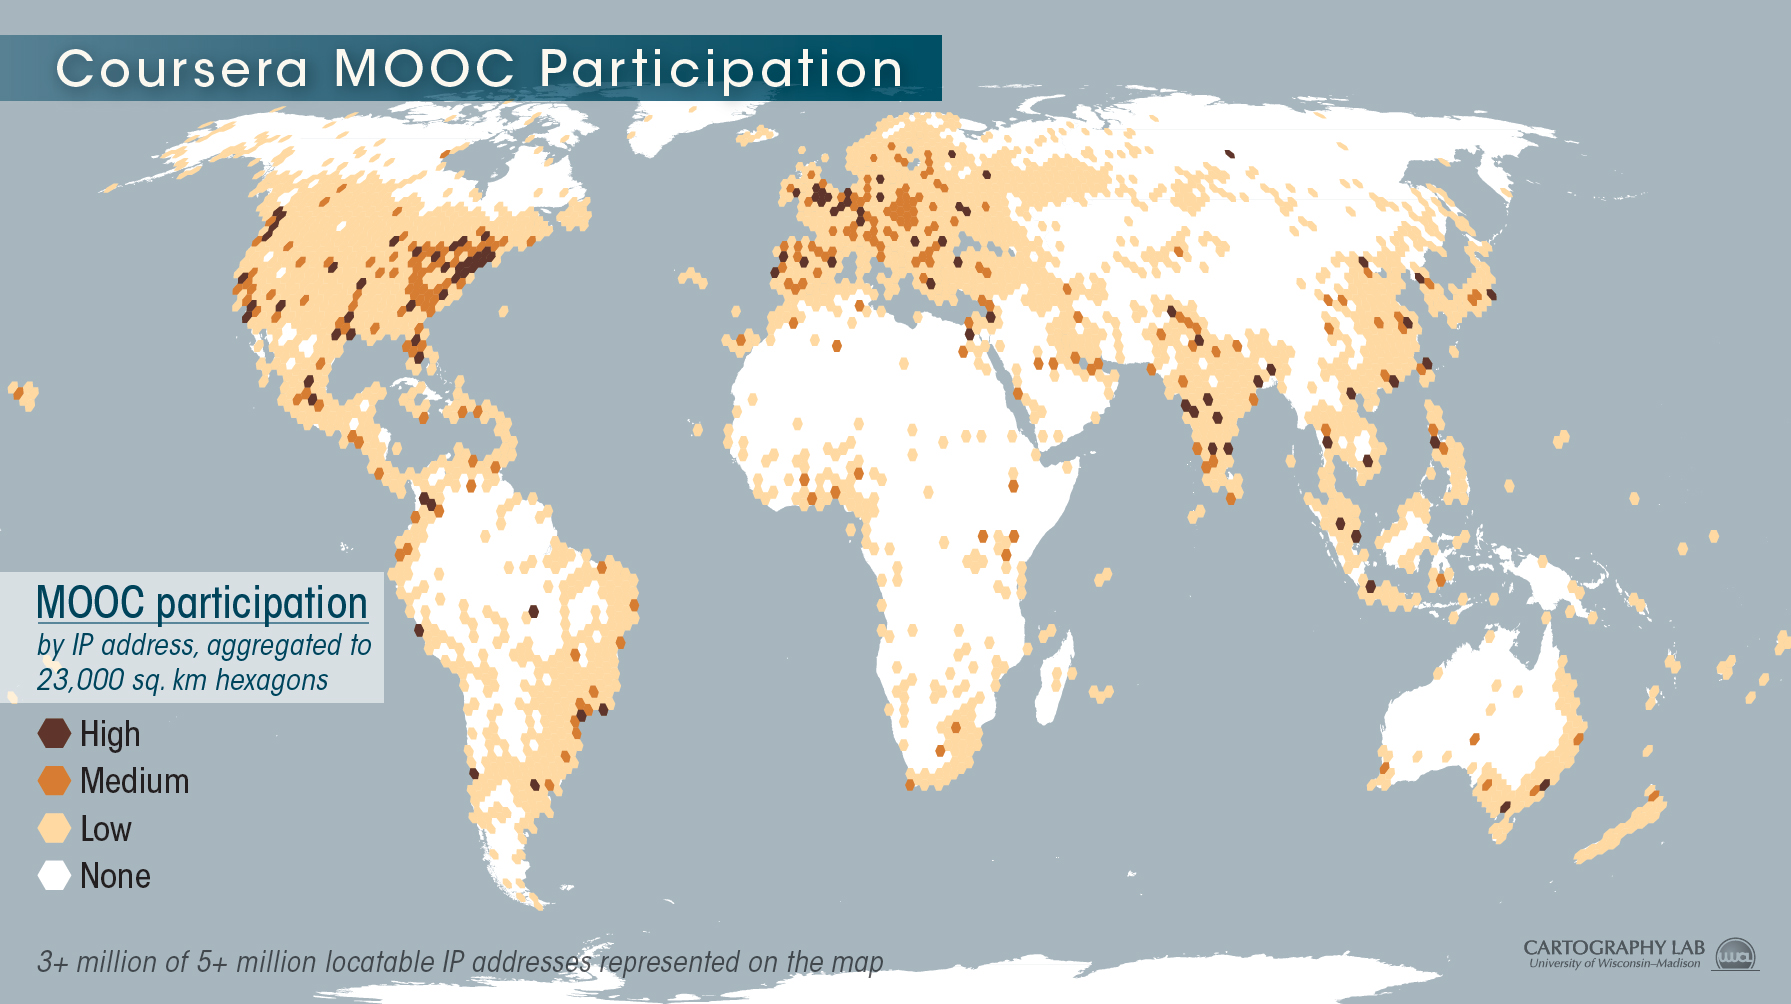 Coursera MOOC Participation
MOOC participation
by IP address, aggregated to
23,000 sq. km hexagons
High
Medium
Low
None
3+ million of 5+ million locatable IP addresses represented on the map
CARTOGRAPHY LAB
University of Wisconsin–Madison